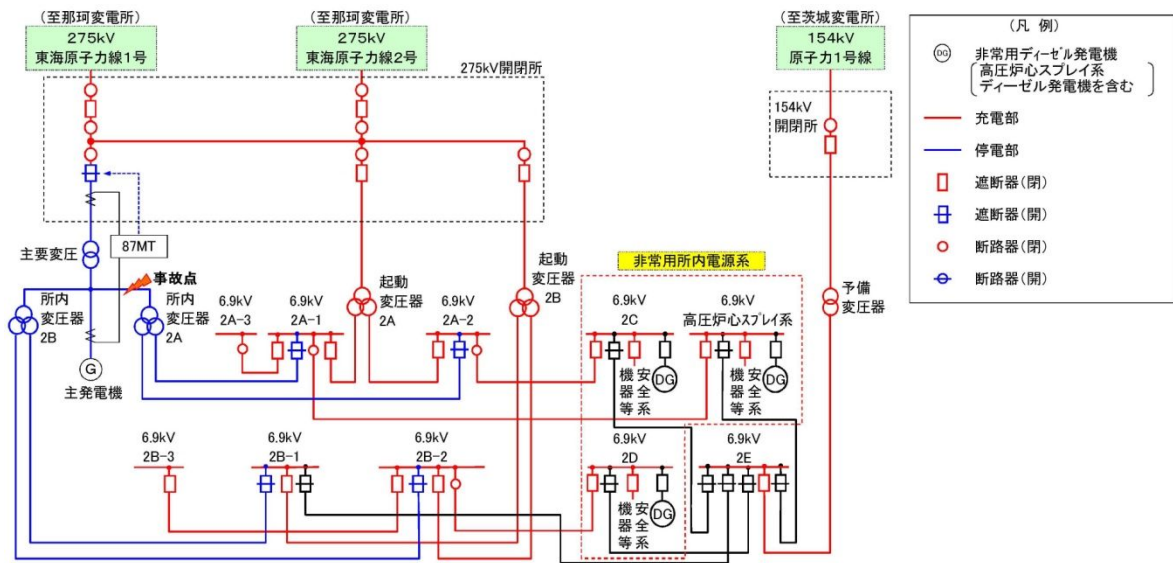 (至那珂変電所)
275kV
東海原子力線1号
(至那珂変電所)
275kV
東海原子力線2号
(至茨城変電所)
154kV
原子力1号線
275kV開閉所
154kV
開閉所
(凡 例)
DG
非常用ディーゼル発電機
高圧炉心スプレイ系
ディーゼル発電機を含む
充電部
停電部
遮断器(閉)
遮断器(開)
断路器(閉)
断路器(開)
主要変圧
87MT
事故点
所内
変圧器
2B
所内
変圧器
2A
G
主発電機
6.9kV
2A-3
6.9kV
2A-1
起動
変圧器
2A
6.9kV
2A-2
起動
変圧器
2B
非常用所内電源系
6.9kV
2C
安全系
機器等
DG
6.9kV
高圧炉心スプレイ系
安全系
機器等
DG
予備
変圧器
6.9kV
2B-3
6.9kV
2B-1
6.9kV
2B-2
6.9kV
2D
安全系
機器等
DG
6.9kV
2E